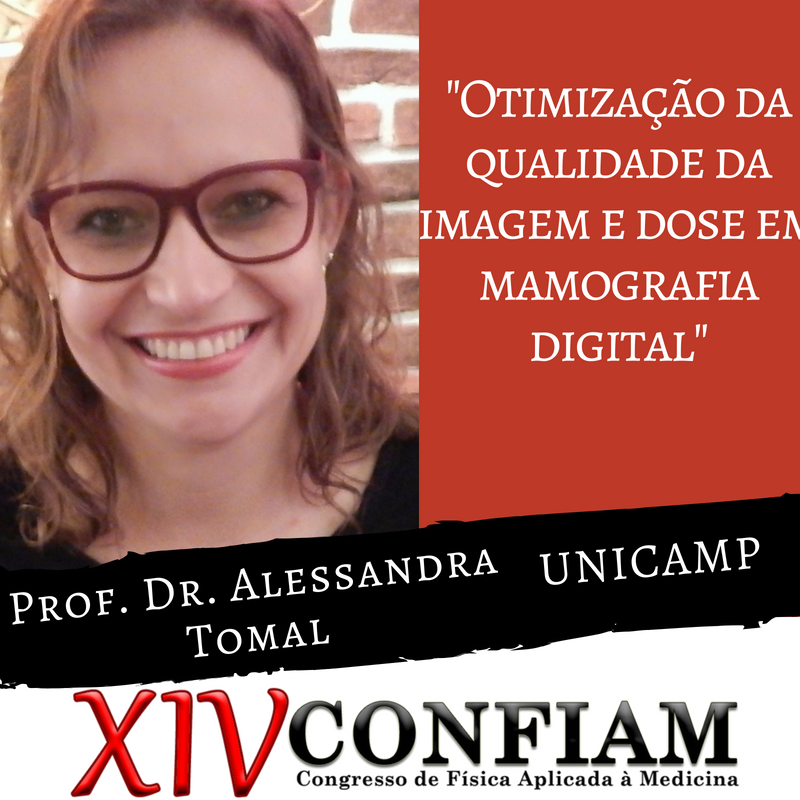 "Otimização da
qualidade da
imagem e dose em
mamografia
digital"
Prof. Dr. Alessandra
Tomal
UNICAMP
XIV CONFIAM
Congresso de Física Aplicada à Medicina